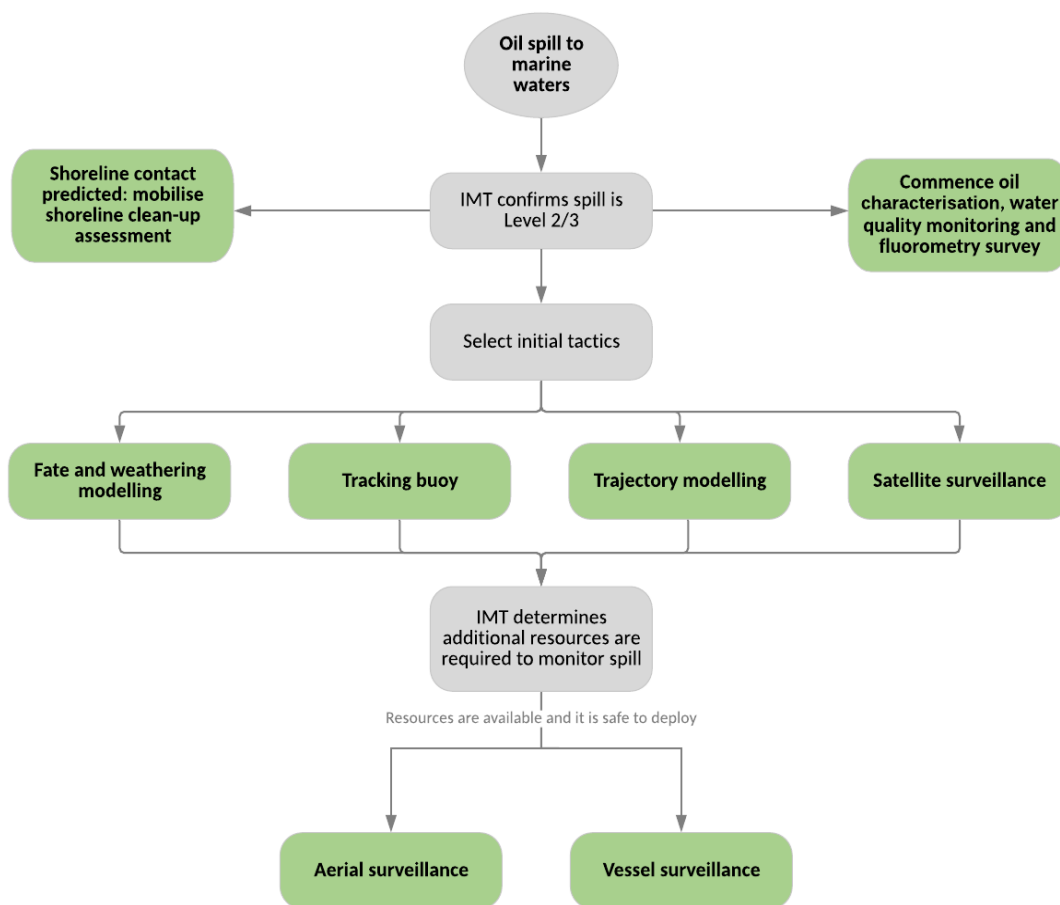 Oil spill to
marine
waters
Shoreline contact
predicted: mobilise
shoreline clean-up
assessment
IMT confirms spill is
Level 2/3
Commence oil
characterisation, water
quality monitoring and
fluorometry survey
Select initial tactics
Fate and weathering
modelling
Tracking buoy
Trajectory modelling
Satellite surveillance
IMT determines
additional resources are
required to monitor spill
Resources are available and it is safe to deploy
Aerial surveillance
Vessel surveillance